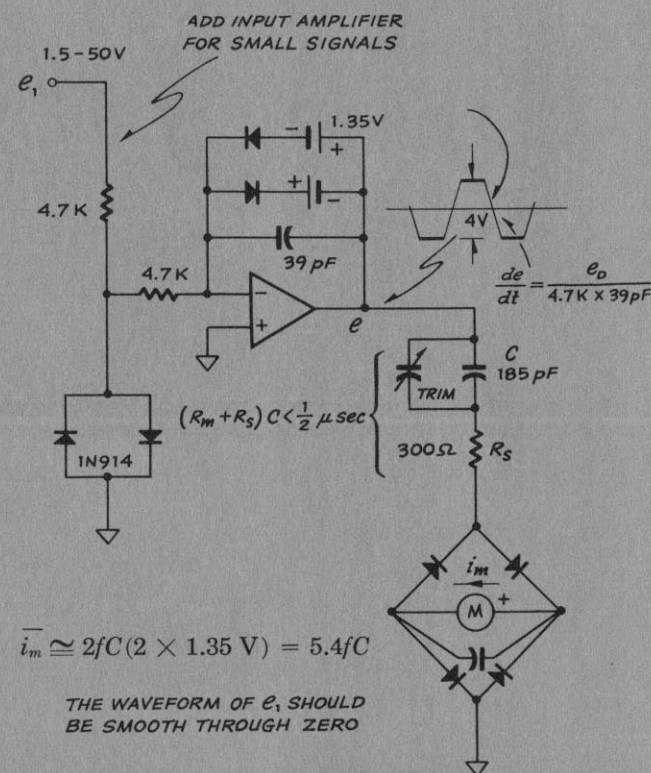 ADD INPUT AMPLIFIER
FOR SMALL SIGNALS
1.5-50V
e₁
1.35V
- +
+ -
4.7K
4.7K
39 pF
-
+
e
4V
de/dt = e_D / 4.7K × 39pF
C
185 pF
TRIM
(Rm + Rs) C < 1/2 μ sec
300Ω Rs
1N914
im
M +
im ≅ 2fC(2 × 1.35 V) = 5.4fC
THE WAVEFORM OF e₁ SHOULD
BE SMOOTH THROUGH ZERO